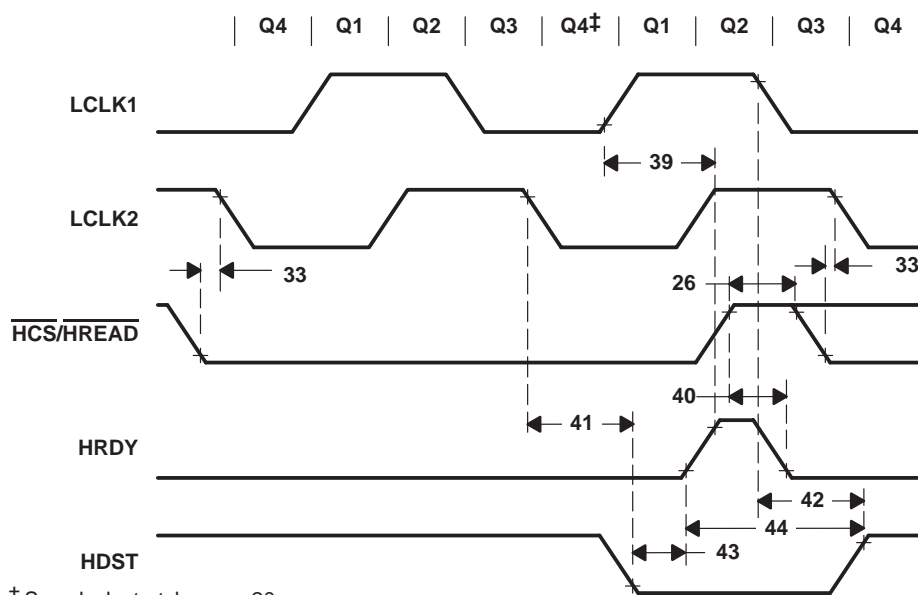 Q4 Q1 Q2 Q3 Q4‡ Q1 Q2 Q3 Q4
LCLK1
39
LCLK2
33
26
33
HCS/HREAD
40
41
HRDY
42
44
43
HDST